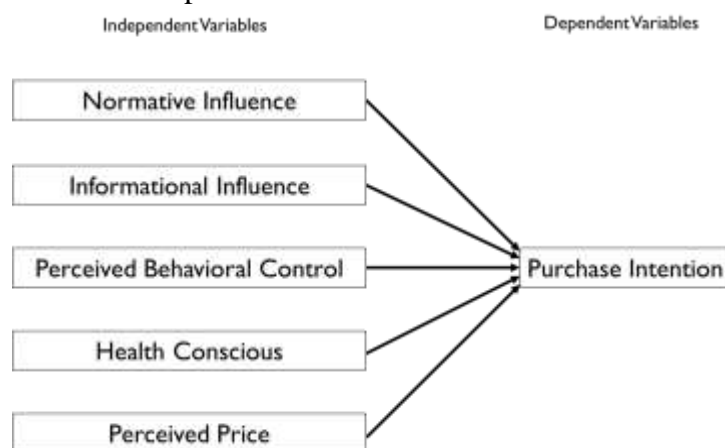 Independent Variables
Dependent Variables
Normative Influence
Informational Influence
Perceived Behavioral Control
Purchase Intention
Health Conscious
Perceived Price